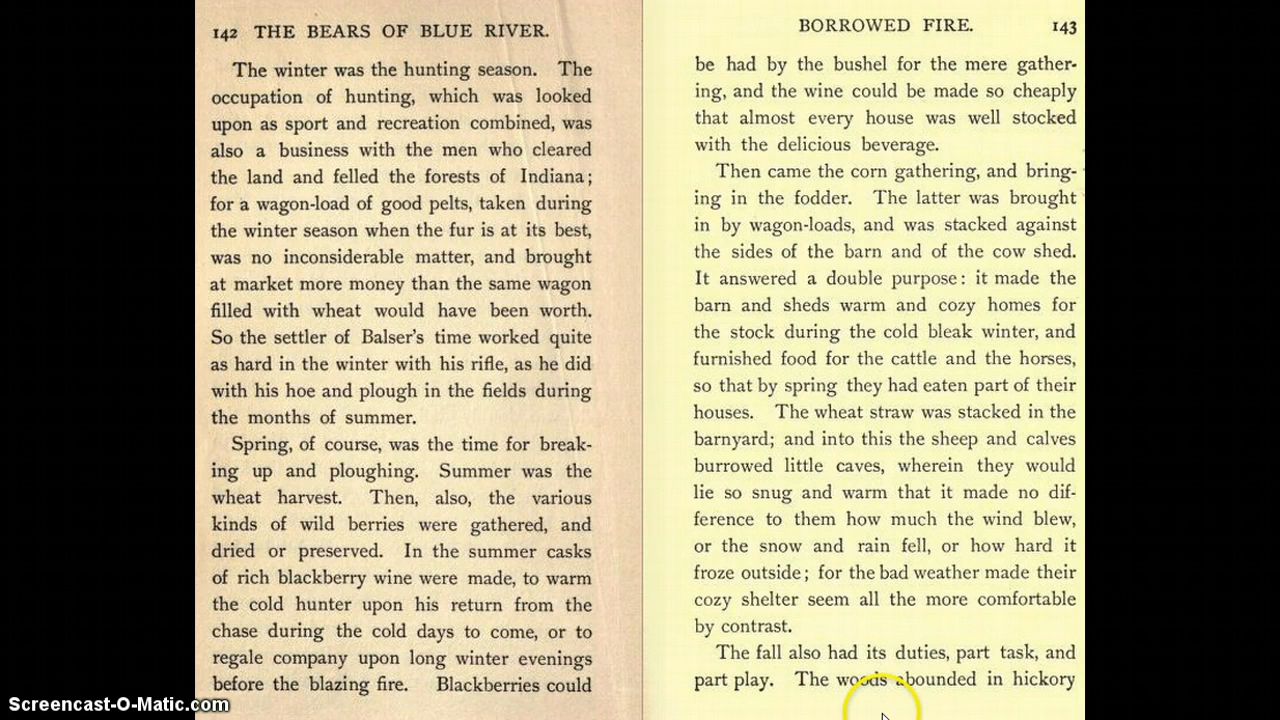 142 THE BEARS OF BLUE RIVER.
The winter was the hunting season. The
occupation of hunting, which was looked
upon as sport and recreation combined, was
also a business with the men who cleared
the land and felled the forests of Indiana;
for a wagon-load of good pelts, taken during
the winter season when the fur is at its best,
was no inconsiderable matter, and brought
at market more money than the same wagon
filled with wheat would have been worth.
So the settler of Balser's time worked quite
as hard in the winter with his rifle, as he did
with his hoe and plough in the fields during
the months of summer.
Spring, of course, was the time for break-
ing up and ploughing. Summer was the
wheat harvest. Then, also, the various
kinds of wild berries were gathered, and
dried or preserved. In the summer casks
of rich blackberry wine were made, to warm
the cold hunter upon his return from the
chase during the cold days to come, or to
regale company upon long winter evenings
before the blazing fire. Blackberries could
BORROWED FIRE. 143
be had by the bushel for the mere gather-
ing, and the wine could be made so cheaply
that almost every house was well stocked
with the delicious beverage.
Then came the corn gathering, and bring-
ing in the fodder. The latter was brought
in by wagon-loads, and was stacked against
the sides of the barn and of the cow shed.
It answered a double purpose: it made the
barn and sheds warm and cozy homes for
the stock during the cold bleak winter, and
furnished food for the cattle and the horses,
so that by spring they had eaten part of their
houses. The wheat straw was stacked in the
barnyard; and into this the sheep and calves
burrowed little caves, wherein they would
lie so snug and warm that it made no dif-
ference to them how much the wind blew,
or the snow and rain fell, or how hard it
froze outside; for the bad weather made their
cozy shelter seem all the more comfortable
by contrast.
The fall also had its duties, part task, and
part play. The woods abounded in hickory
Screencast-O-Matic.com